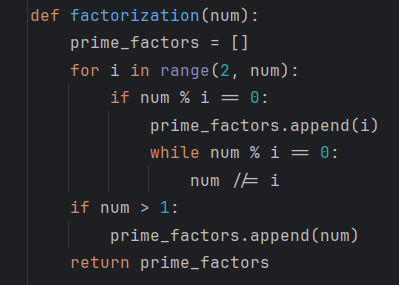 def factorization(num):
    prime_factors = []
    for i in range(2, num):
        if num % i == 0:
            prime_factors.append(i)
            while num % i == 0:
                num //= i
    if num > 1:
        prime_factors.append(num)
    return prime_factors